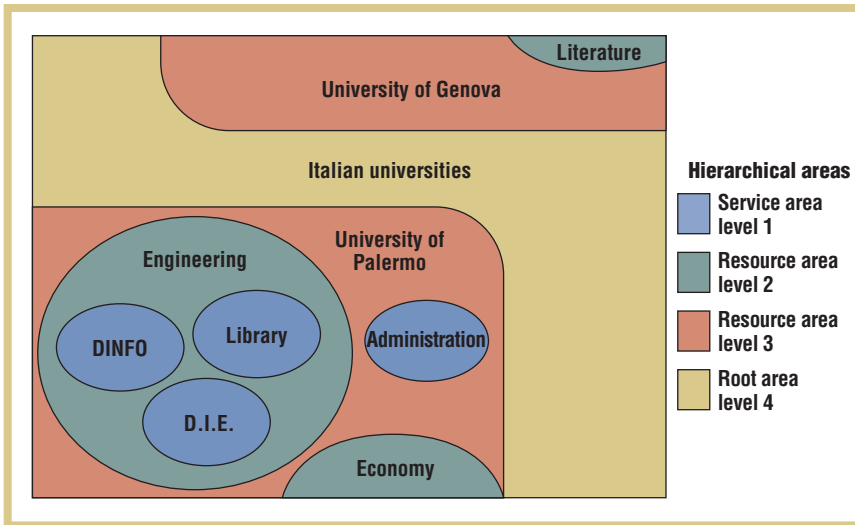 Literature
University of Genova
Italian universities
University of
Palermo
Engineering
DINFO
Library
Administration
D.I.E.
Economy
Hierarchical areas
Service area
level 1
Resource area
level 2
Resource area
level 3
Root area
level 4